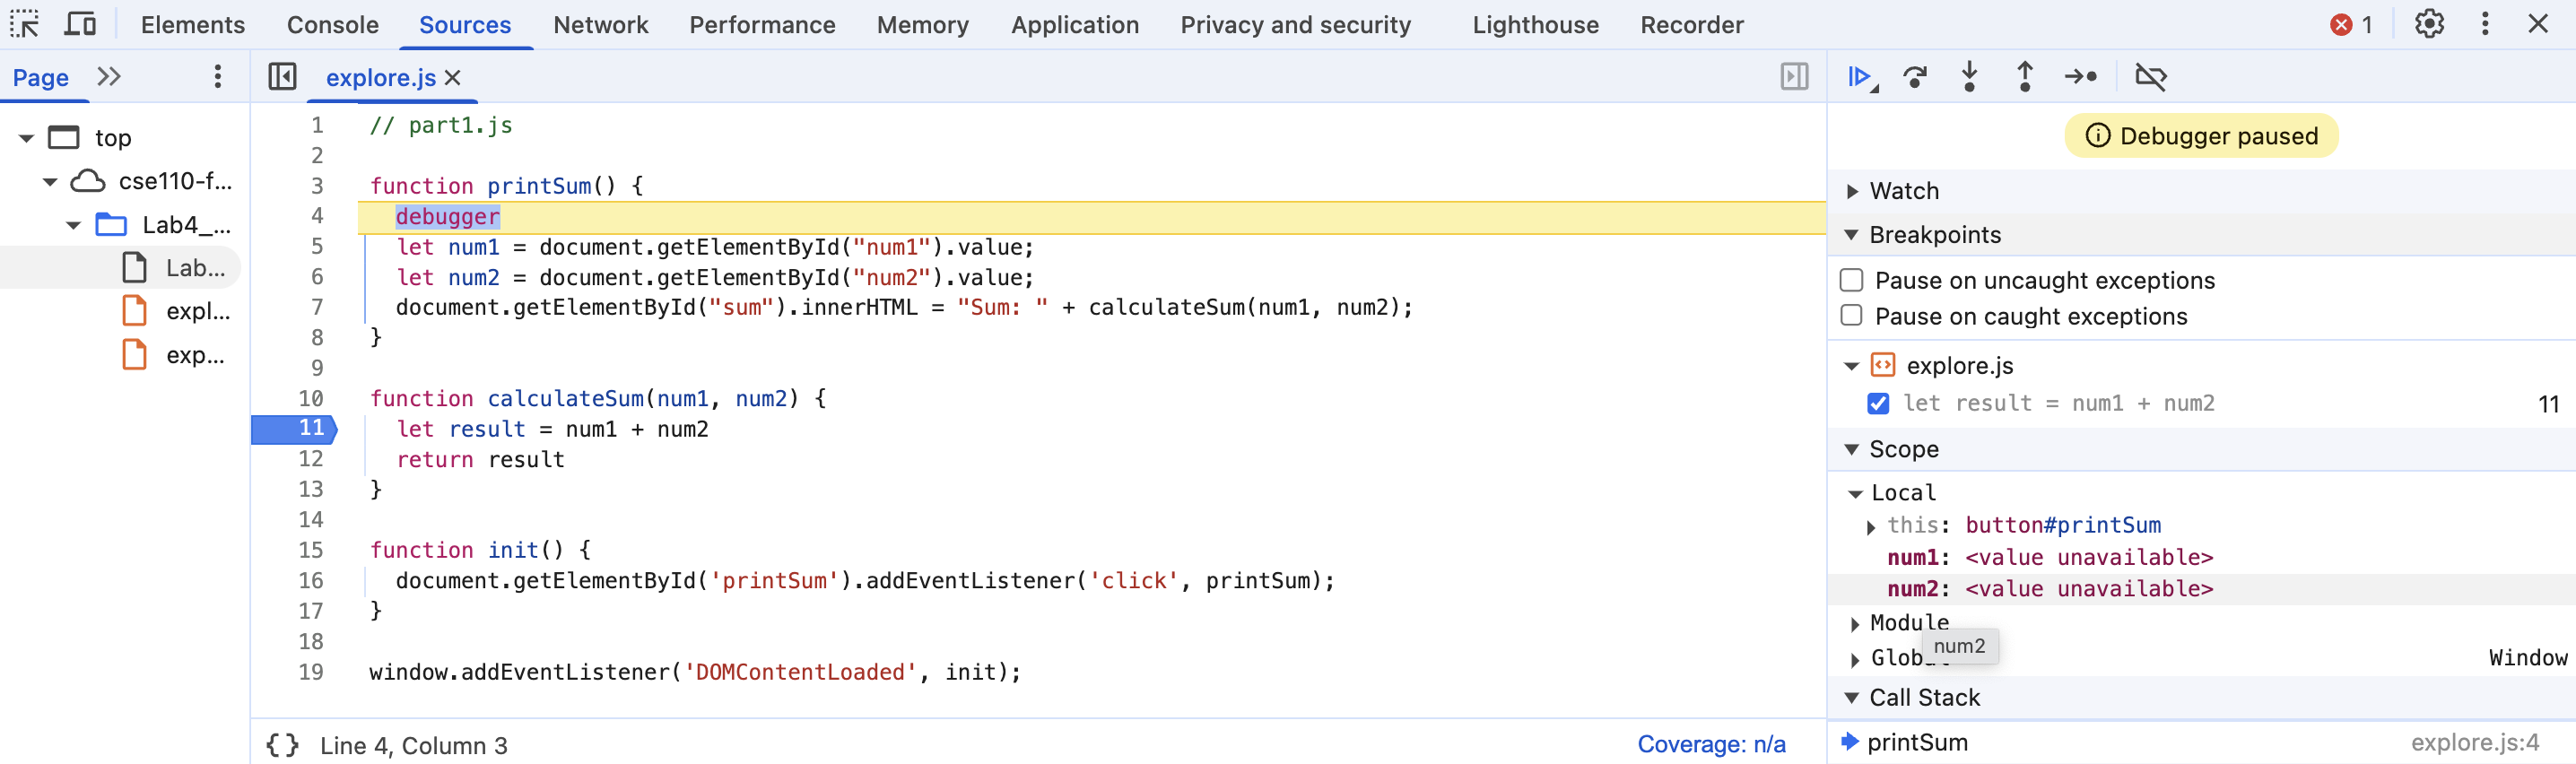 Elements Console Sources Network Performance Memory Application Privacy and security Lighthouse Recorder 1
Page
explore.js
top
cse110-f...
Lab4_...
Lab...
expl...
exp...
1 // part1.js
2
3 function printSum() {
4 debugger
5 let num1 = document.getElementById("num1").value;
6 let num2 = document.getElementById("num2").value;
7 document.getElementById("sum").innerHTML = "Sum: " + calculateSum(num1, num2);
8 }
9
10 function calculateSum(num1, num2) {
11 let result = num1 + num2
12 return result
13 }
14
15 function init() {
16 document.getElementById('printSum').addEventListener('click', printSum);
17 }
18
19 window.addEventListener('DOMContentLoaded', init);
{} Line 4, Column 3
Coverage: n/a
Debugger paused
Watch
Breakpoints
Pause on uncaught exceptions
Pause on caught exceptions
explore.js
let result = num1 + num2 11
Scope
Local
this: button#printSum
num1: <value unavailable>
num2: <value unavailable>
Module
num2
Window
Call Stack
printSum explore.js:4